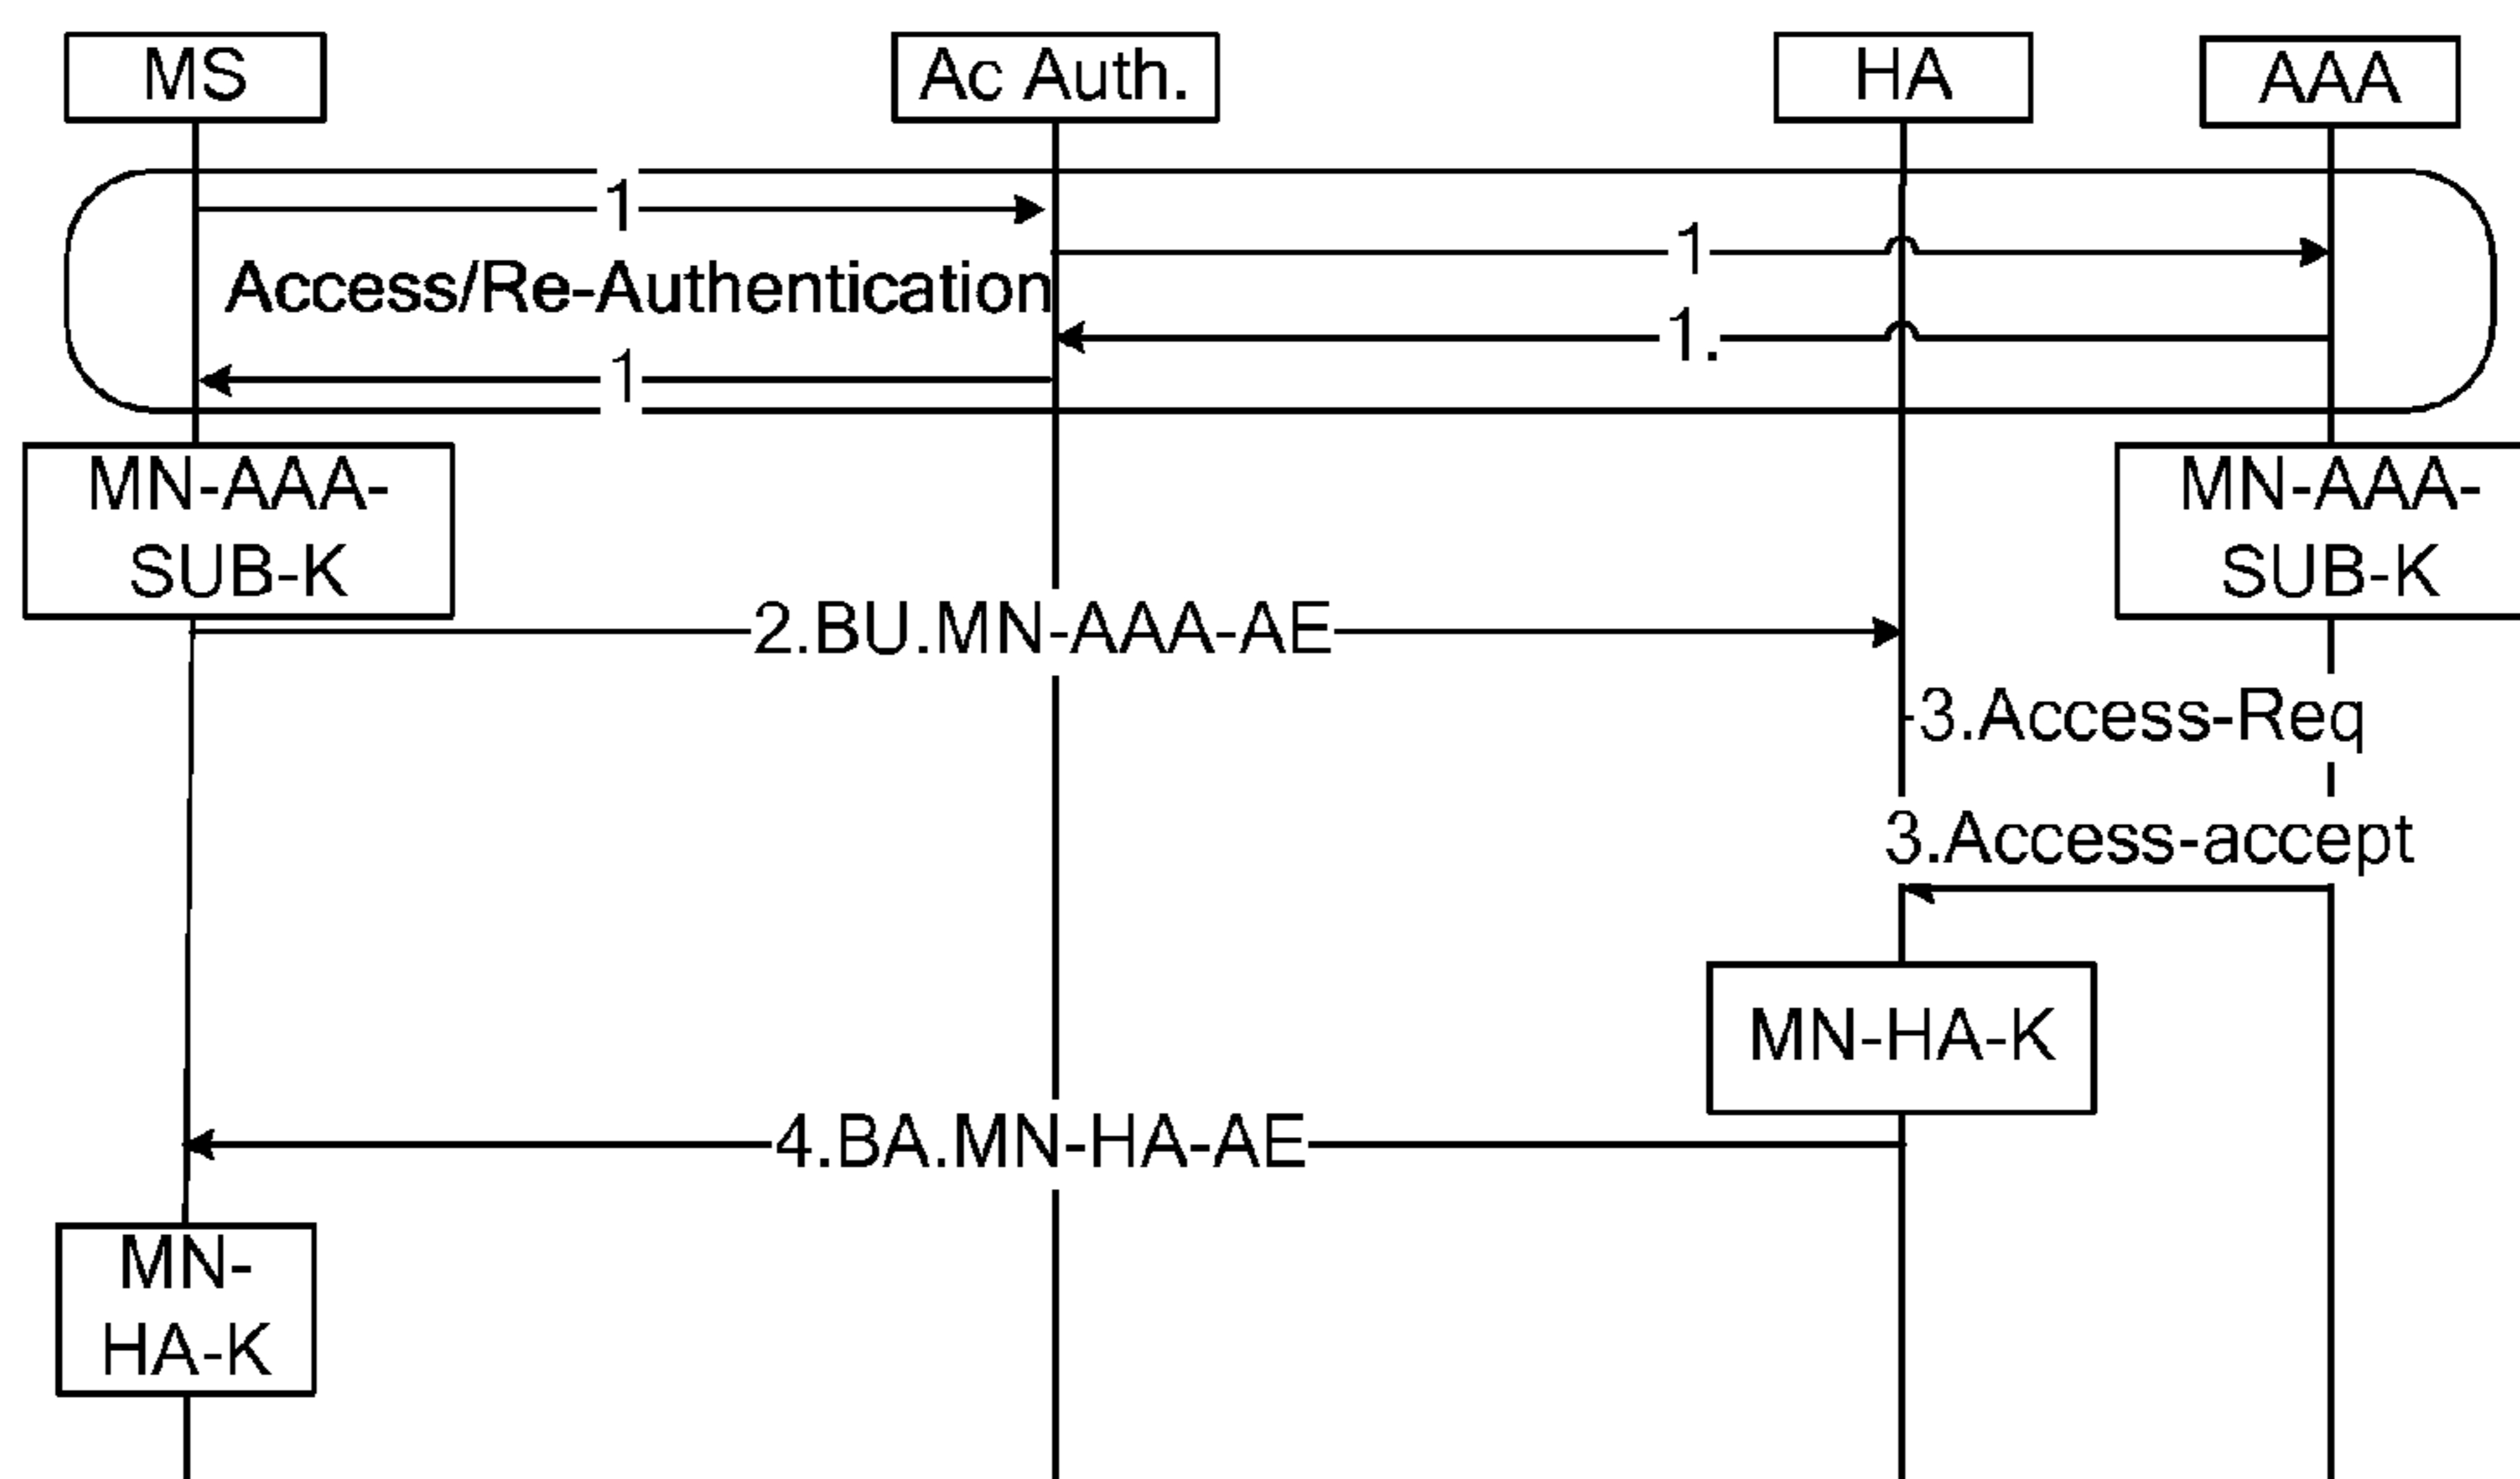 MS
Ac Auth.
HA
AAA
1
1
Access/Re-Authentication
1.
1
MN-AAA-
SUB-K
MN-AAA-
SUB-K
2.BU.MN-AAA-AE
3.Access-Req
3.Access-accept
MN-HA-K
4.BA.MN-HA-AE
MN-
HA-K